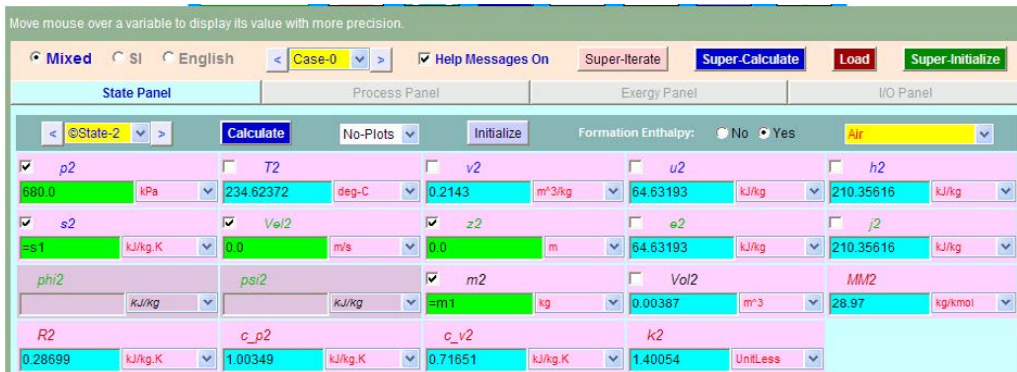 Move mouse over a variable to display its value with more precision.
Mixed SI English < Case-0 > Help Messages On Super-Iterate Super-Calculate Load Super-Initialize
State Panel Process Panel Exergy Panel I/O Panel
< ©State-2 > Calculate No-Plots Initialize Formation Enthalpy: No Yes Air
p2 T2 v2 u2 h2
680.0 kPa 234.62372 deg-C 0.2143 m^3/kg 64.63193 kJ/kg 210.35616 kJ/kg
s2 Vel2 z2 e2 j2
=s1 kJ/kg.K 0.0 m/s 0.0 m 64.63193 kJ/kg 210.35616 kJ/kg
phi2 psi2 m2 Vol2 MM2
kJ/kg kJ/kg =m1 kg 0.00387 m^3 28.97 kg/kmol
R2 c_p2 c_v2 k2
0.28699 kJ/kg.K 1.00349 kJ/kg.K 0.71651 kJ/kg.K 1.40054 UnitLess